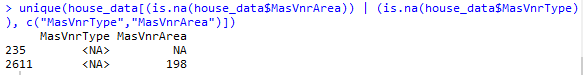 > unique(house_data[(is.na(house_data$MasVnrArea)) | (is.na(house_data$MasVnrType)
), c("MasVnrType","MasVnrArea")])
MasVnrType MasVnrArea
235 <NA> NA
2611 <NA> 198